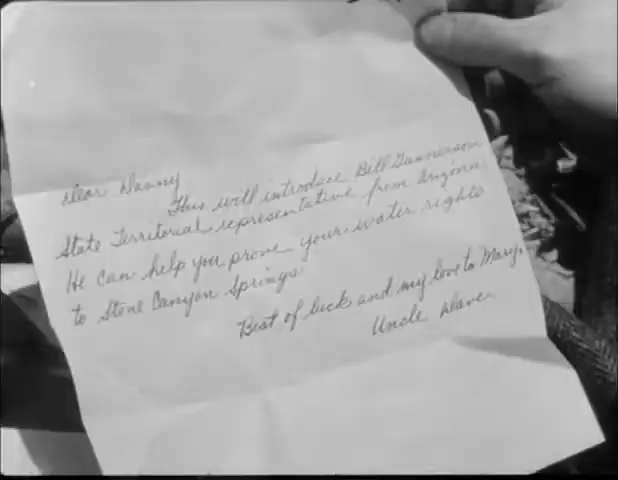 Dear Danny
This will introduce Bill Gunnerson
State Territorial representative from Arizona.
He can help you prove your water rights
to Stone Canyon Springs.
Best of luck and my love to Mary.
Uncle Dave.